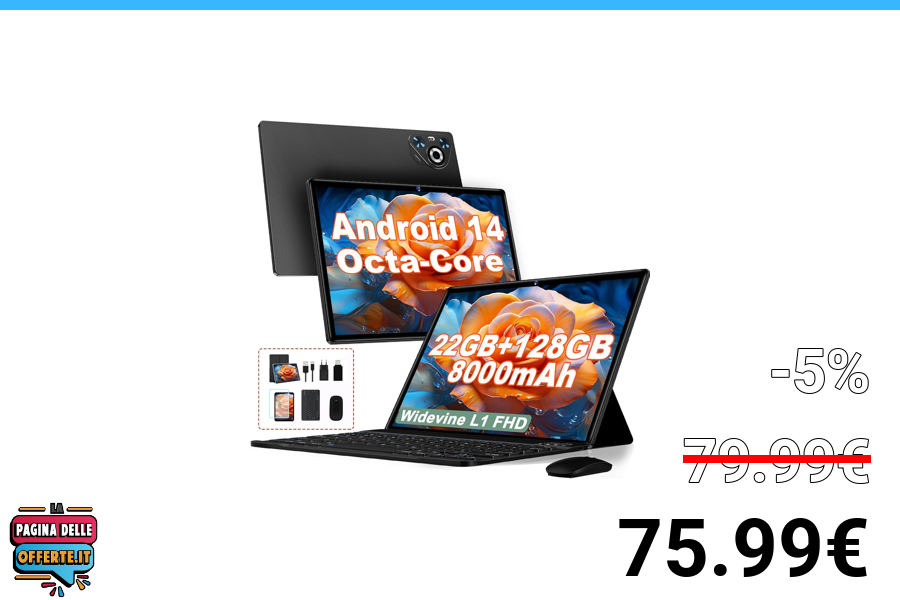 Android 14
Octa-Core
22GB+128GB
8000mAh
Widevine L1 FHD
-5%
79.99€
75.99€
LA
PAGINA DELLE
OFFERTE.IT